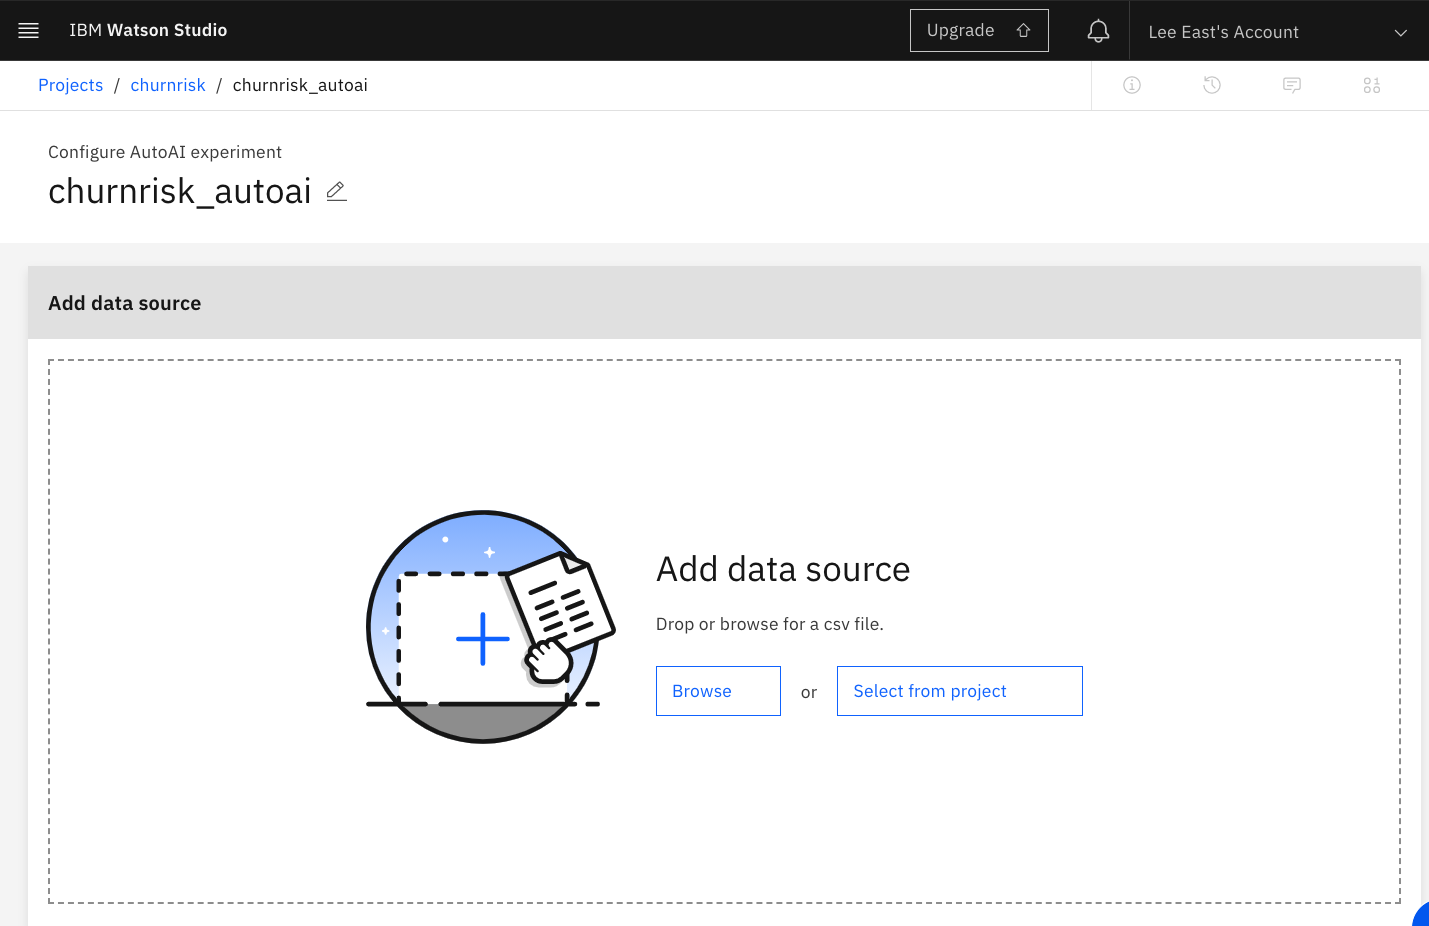 IBM Watson Studio
Upgrade
Lee East's Account
Projects / churnrisk / churnrisk_autoai
Configure AutoAI experiment
churnrisk_autoai
Add data source
Add data source
Drop or browse for a csv file.
Browse or Select from project